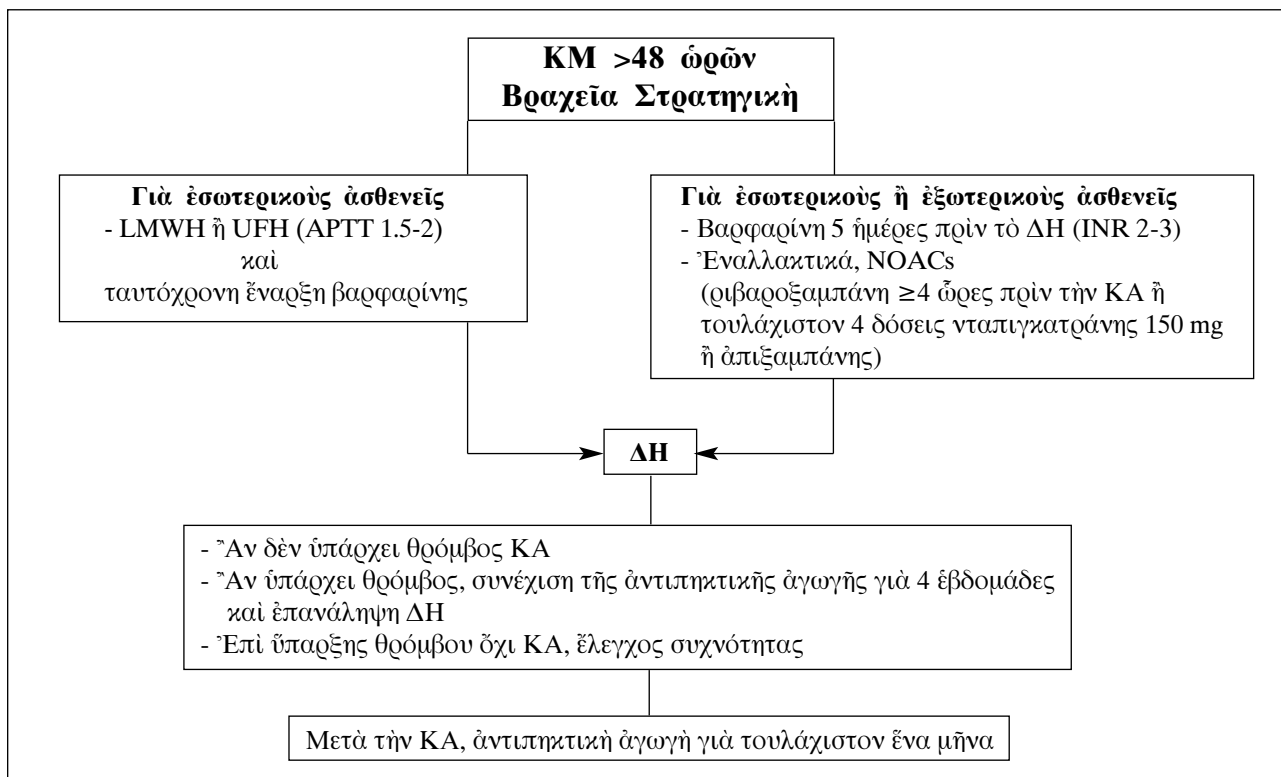 ΚΜ >48 ὡρῶν
Βραχεῖα Στρατηγικὴ
Γιὰ ἐσωτερικοὺς ἀσθενεῖς
- LMWH ἢ UFH (APTT 1.5-2)
καὶ
ταυτόχρονη ἔναρξη βαρφαρίνης
Γιὰ ἐσωτερικοὺς ἢ ἐξωτερικοὺς ἀσθενεῖς
- Βαρφαρίνη 5 ἡμέρες πρὶν τὸ ΔΗ (INR 2-3)
- Ἐναλλακτικά, NOACs
(ριβαροξαμπάνη ≥4 ὧρες πρὶν τὴν ΚΑ ἢ
τουλάχιστον 4 δόσεις νταπιγκατράνης 150 mg
ἢ ἀπιξαμπάνης)
ΔΗ
- Ἂν δὲν ὑπάρχει θρόμβος ΚΑ
- Ἂν ὑπάρχει θρόμβος, συνέχιση τῆς ἀντιπηκτικῆς ἀγωγῆς γιὰ 4 ἑβδομάδες
καὶ ἐπανάληψη ΔΗ
- Ἐπὶ ὕπαρξης θρόμβου ὄχι ΚΑ, ἔλεγχος συχνότητας
Μετὰ τὴν ΚΑ, ἀντιπηκτικὴ ἀγωγὴ γιὰ τουλάχιστον ἕνα μῆνα